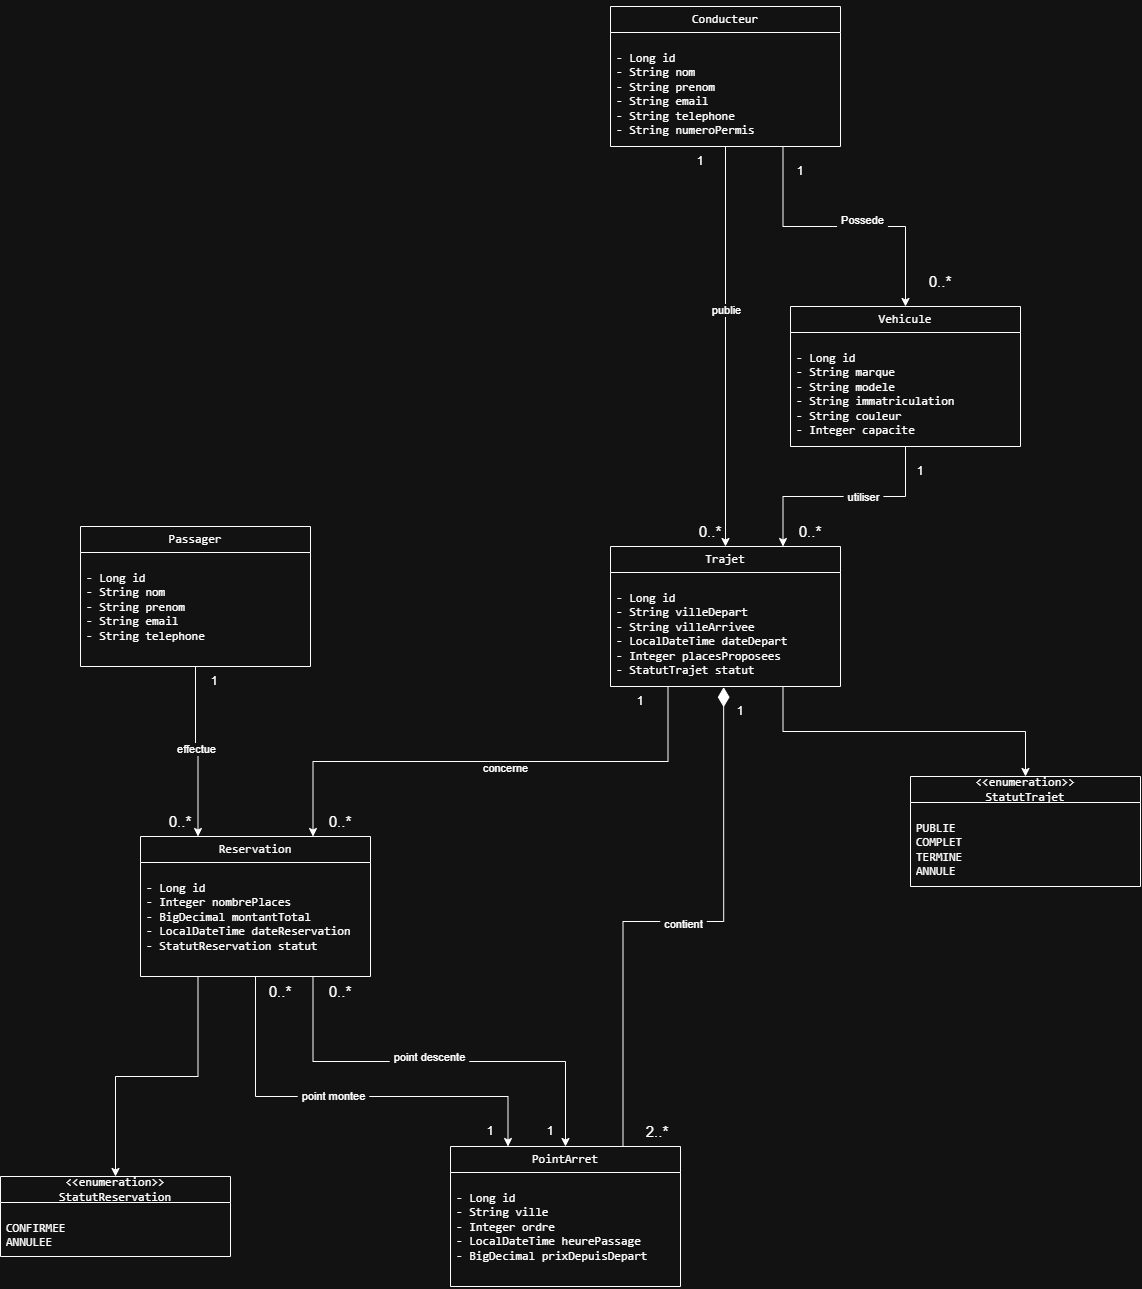 Conducteur
- Long id
- String nom
- String prenom
- String email
- String telephone
- String numeroPermis
1
1
Possede
0..*
publie
Vehicule
- Long id
- String marque
- String modele
- String immatriculation
- String couleur
- Integer capacite
1
utiliser
0..*
0..*
Passager
- Long id
- String nom
- String prenom
- String email
- String telephone
Trajet
- Long id
- String villeDepart
- String villeArrivee
- LocalDateTime dateDepart
- Integer placesProposees
- StatutTrajet statut
1
1
1
effectue
concerne
<<enumeration>>
StatutTrajet
PUBLIE
COMPLET
TERMINE
ANNULE
0..*
0..*
Reservation
- Long id
- Integer nombrePlaces
- BigDecimal montantTotal
- LocalDateTime dateReservation
- StatutReservation statut
contient
0..*
0..*
point descente
point montee
1
1
2..*
PointArret
- Long id
- String ville
- Integer ordre
- LocalDateTime heurePassage
- BigDecimal prixDepuisDepart
<<enumeration>>
StatutReservation
CONFIRMEE
ANNULEE